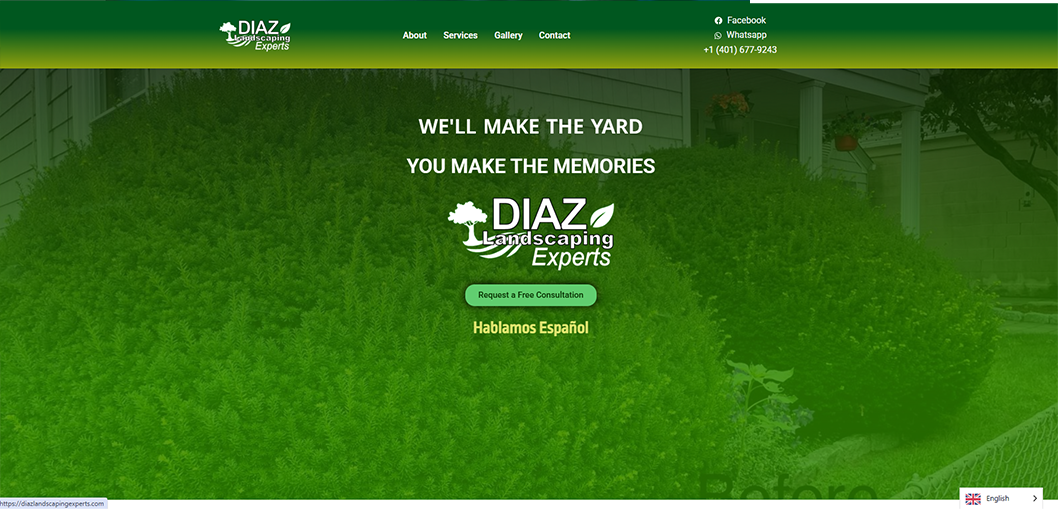 DIAZ
Landscaping
Experts
About Services Gallery Contact
Facebook
Whatsapp
+1 (401) 677-9243
WE'LL MAKE THE YARD
YOU MAKE THE MEMORIES
DIAZ
Landscaping
Experts
Request a Free Consultation
Hablamos Español
Before
https://diazlandscapingexperts.com
English